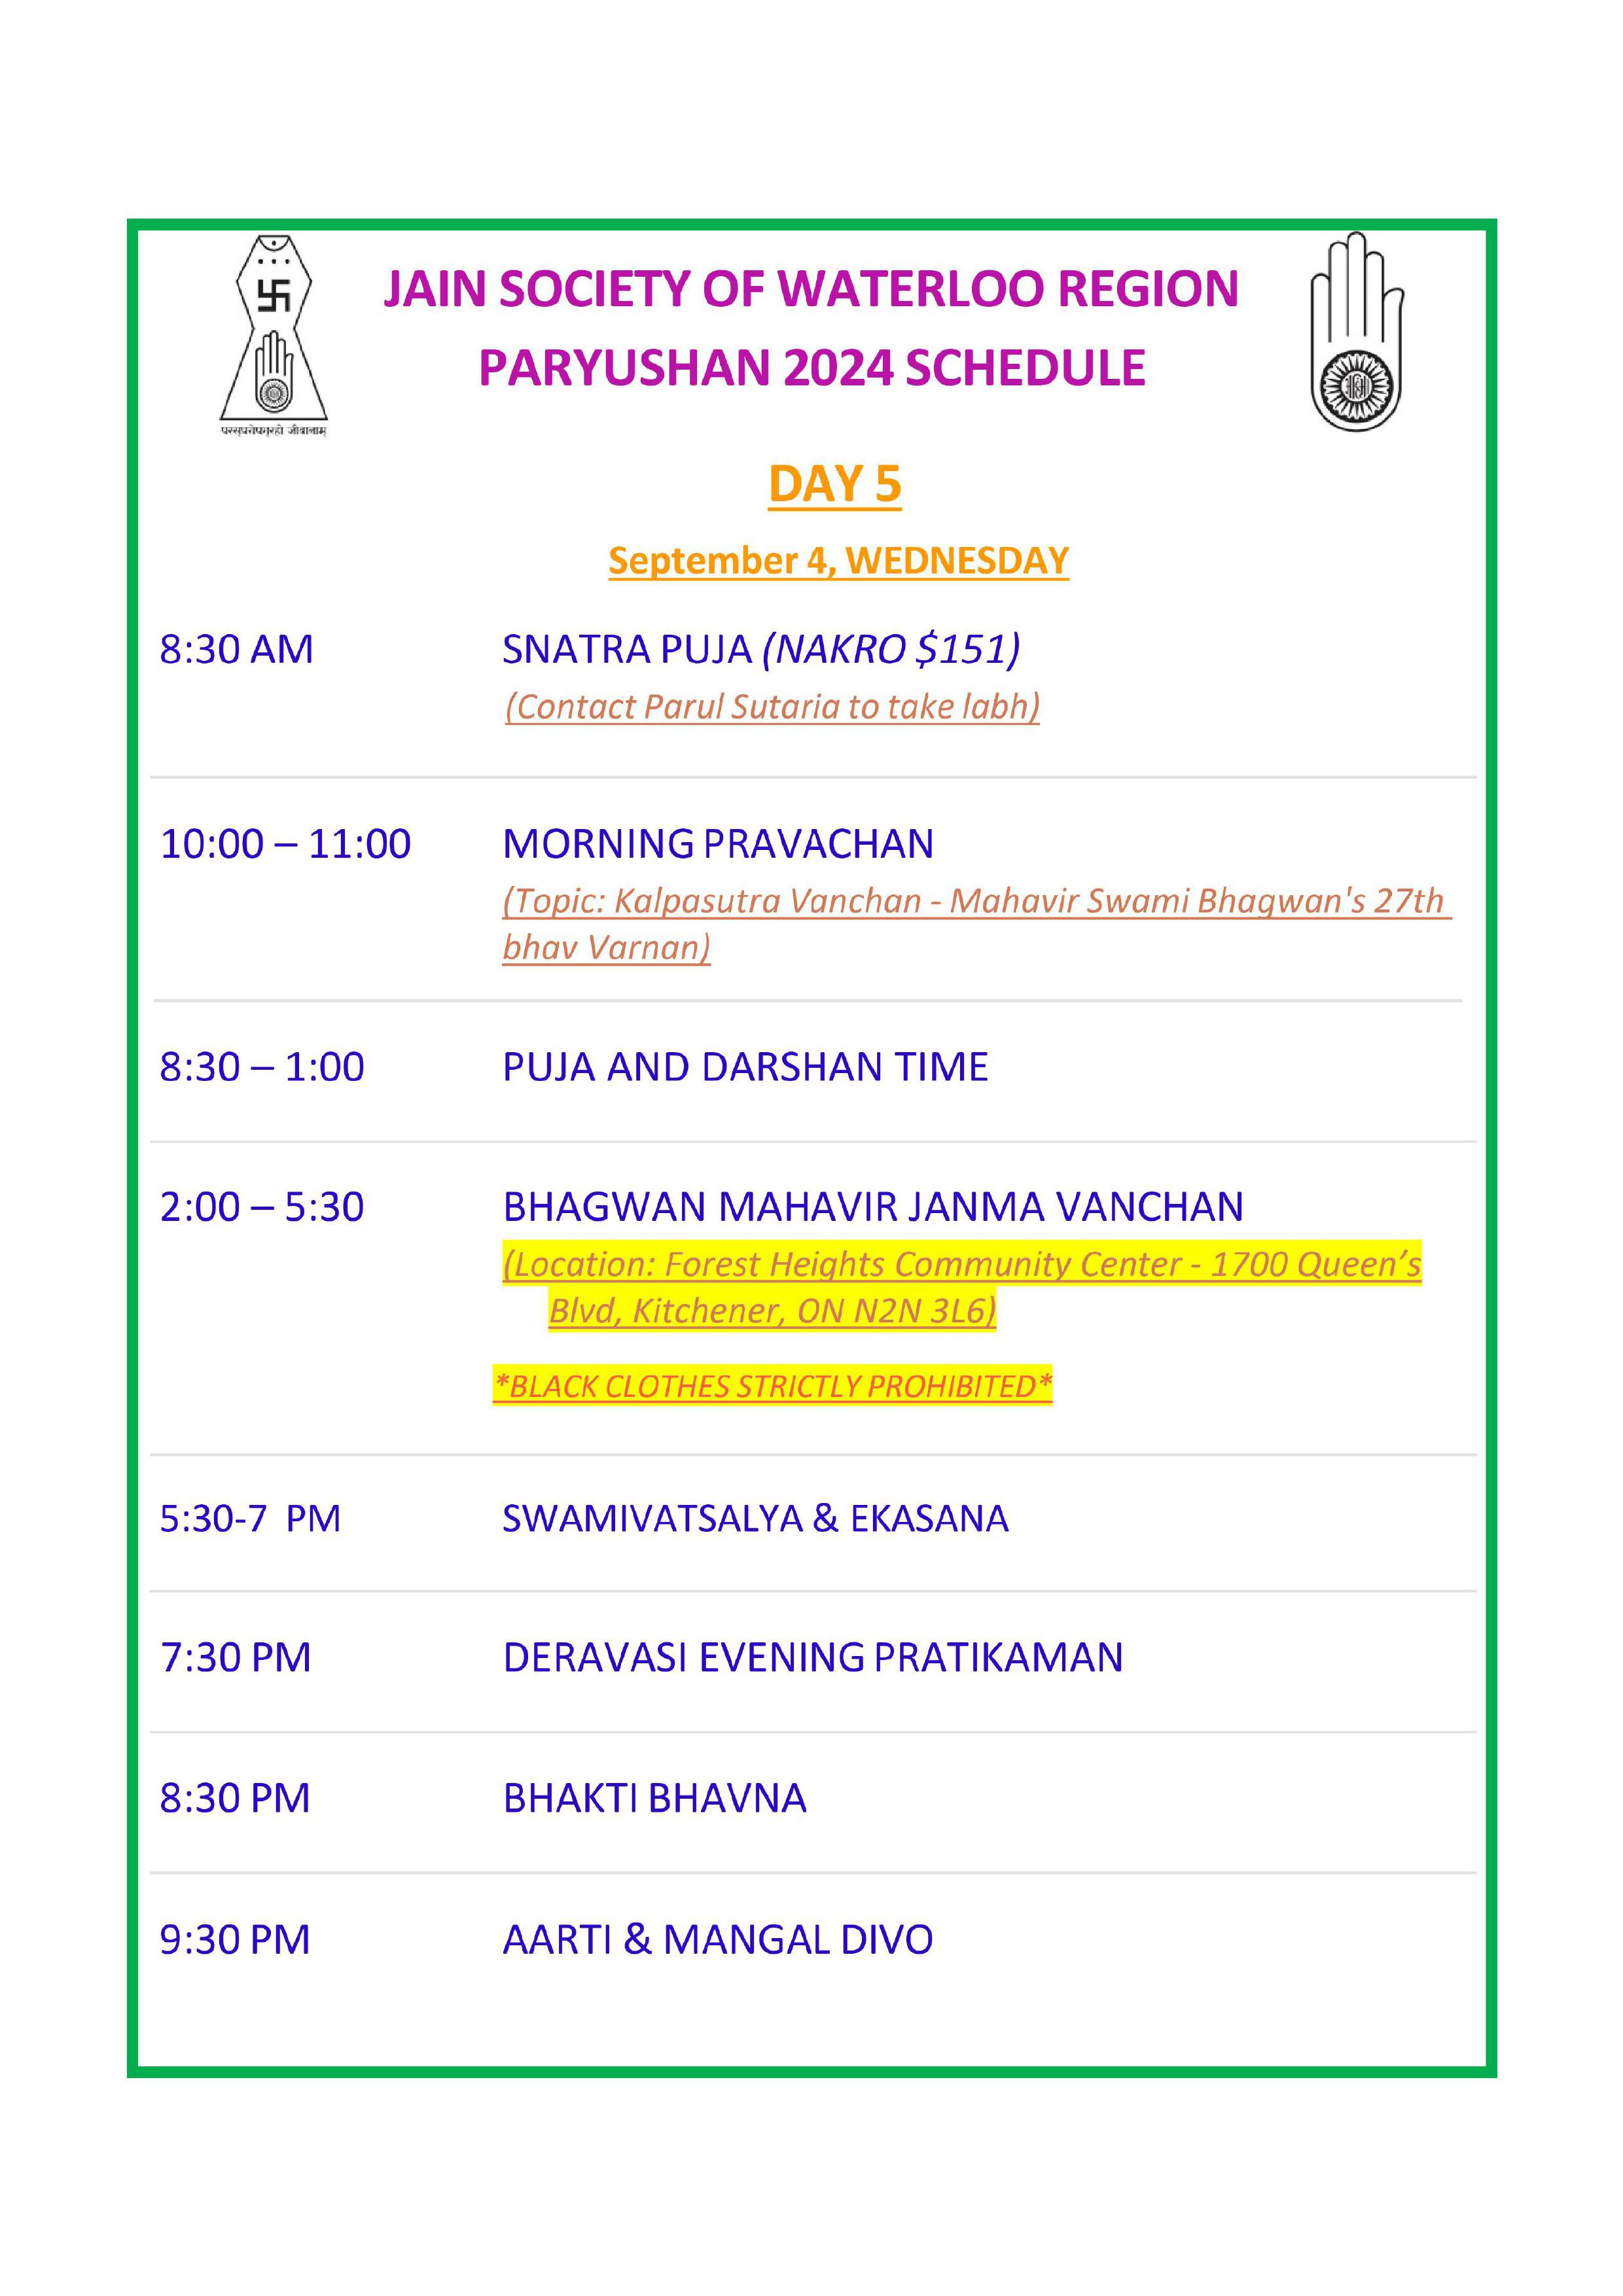 JAIN SOCIETY OF WATERLOO REGION
PARYUSHAN 2024 SCHEDULE
परस्परोपग्रहो जीवानाम्
DAY 5
September 4, WEDNESDAY
8:30 AM SNATRA PUJA (NAKRO $151)
(Contact Parul Sutaria to take labh)
10:00 – 11:00 MORNING PRAVACHAN
(Topic: Kalpasutra Vanchan - Mahavir Swami Bhagwan's 27th
bhav Varnan)
8:30 – 1:00 PUJA AND DARSHAN TIME
2:00 – 5:30 BHAGWAN MAHAVIR JANMA VANCHAN
(Location: Forest Heights Community Center - 1700 Queen’s
Blvd, Kitchener, ON N2N 3L6)
*BLACK CLOTHES STRICTLY PROHIBITED*
5:30-7 PM SWAMIVATSALYA & EKASANA
7:30 PM DERAVASI EVENING PRATIKAMAN
8:30 PM BHAKTI BHAVNA
9:30 PM AARTI & MANGAL DIVO